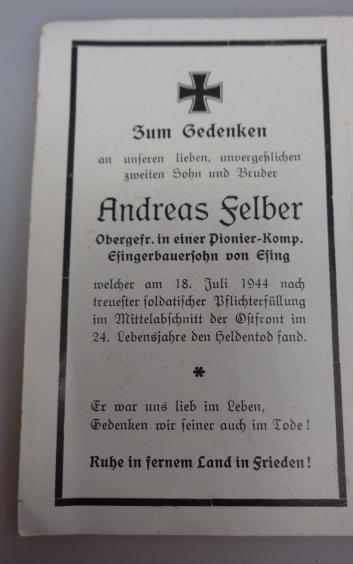 Zum Gedenken
an unseren lieben, unvergeßlichen
zweiten Sohn und Bruder
Andreas Felber
Obergefr. in einer Pionier-Komp.
Esingerbauersohn von Esing
welcher am 18. Juli 1944 nach
treuester soldatischer Pflichterfüllung
im Mittelabschnitt der Ostfront im
24. Lebensjahre den Heldentod fand.
*
Er war uns lieb im Leben,
Gedenken wir seiner auch im Tode!
Ruhe in fernem Land in Frieden!